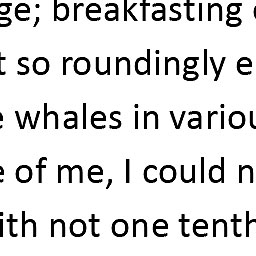 ge; breakfasting
t so roundingly e
whales in variou
e of me, I could n
ith not one tenth